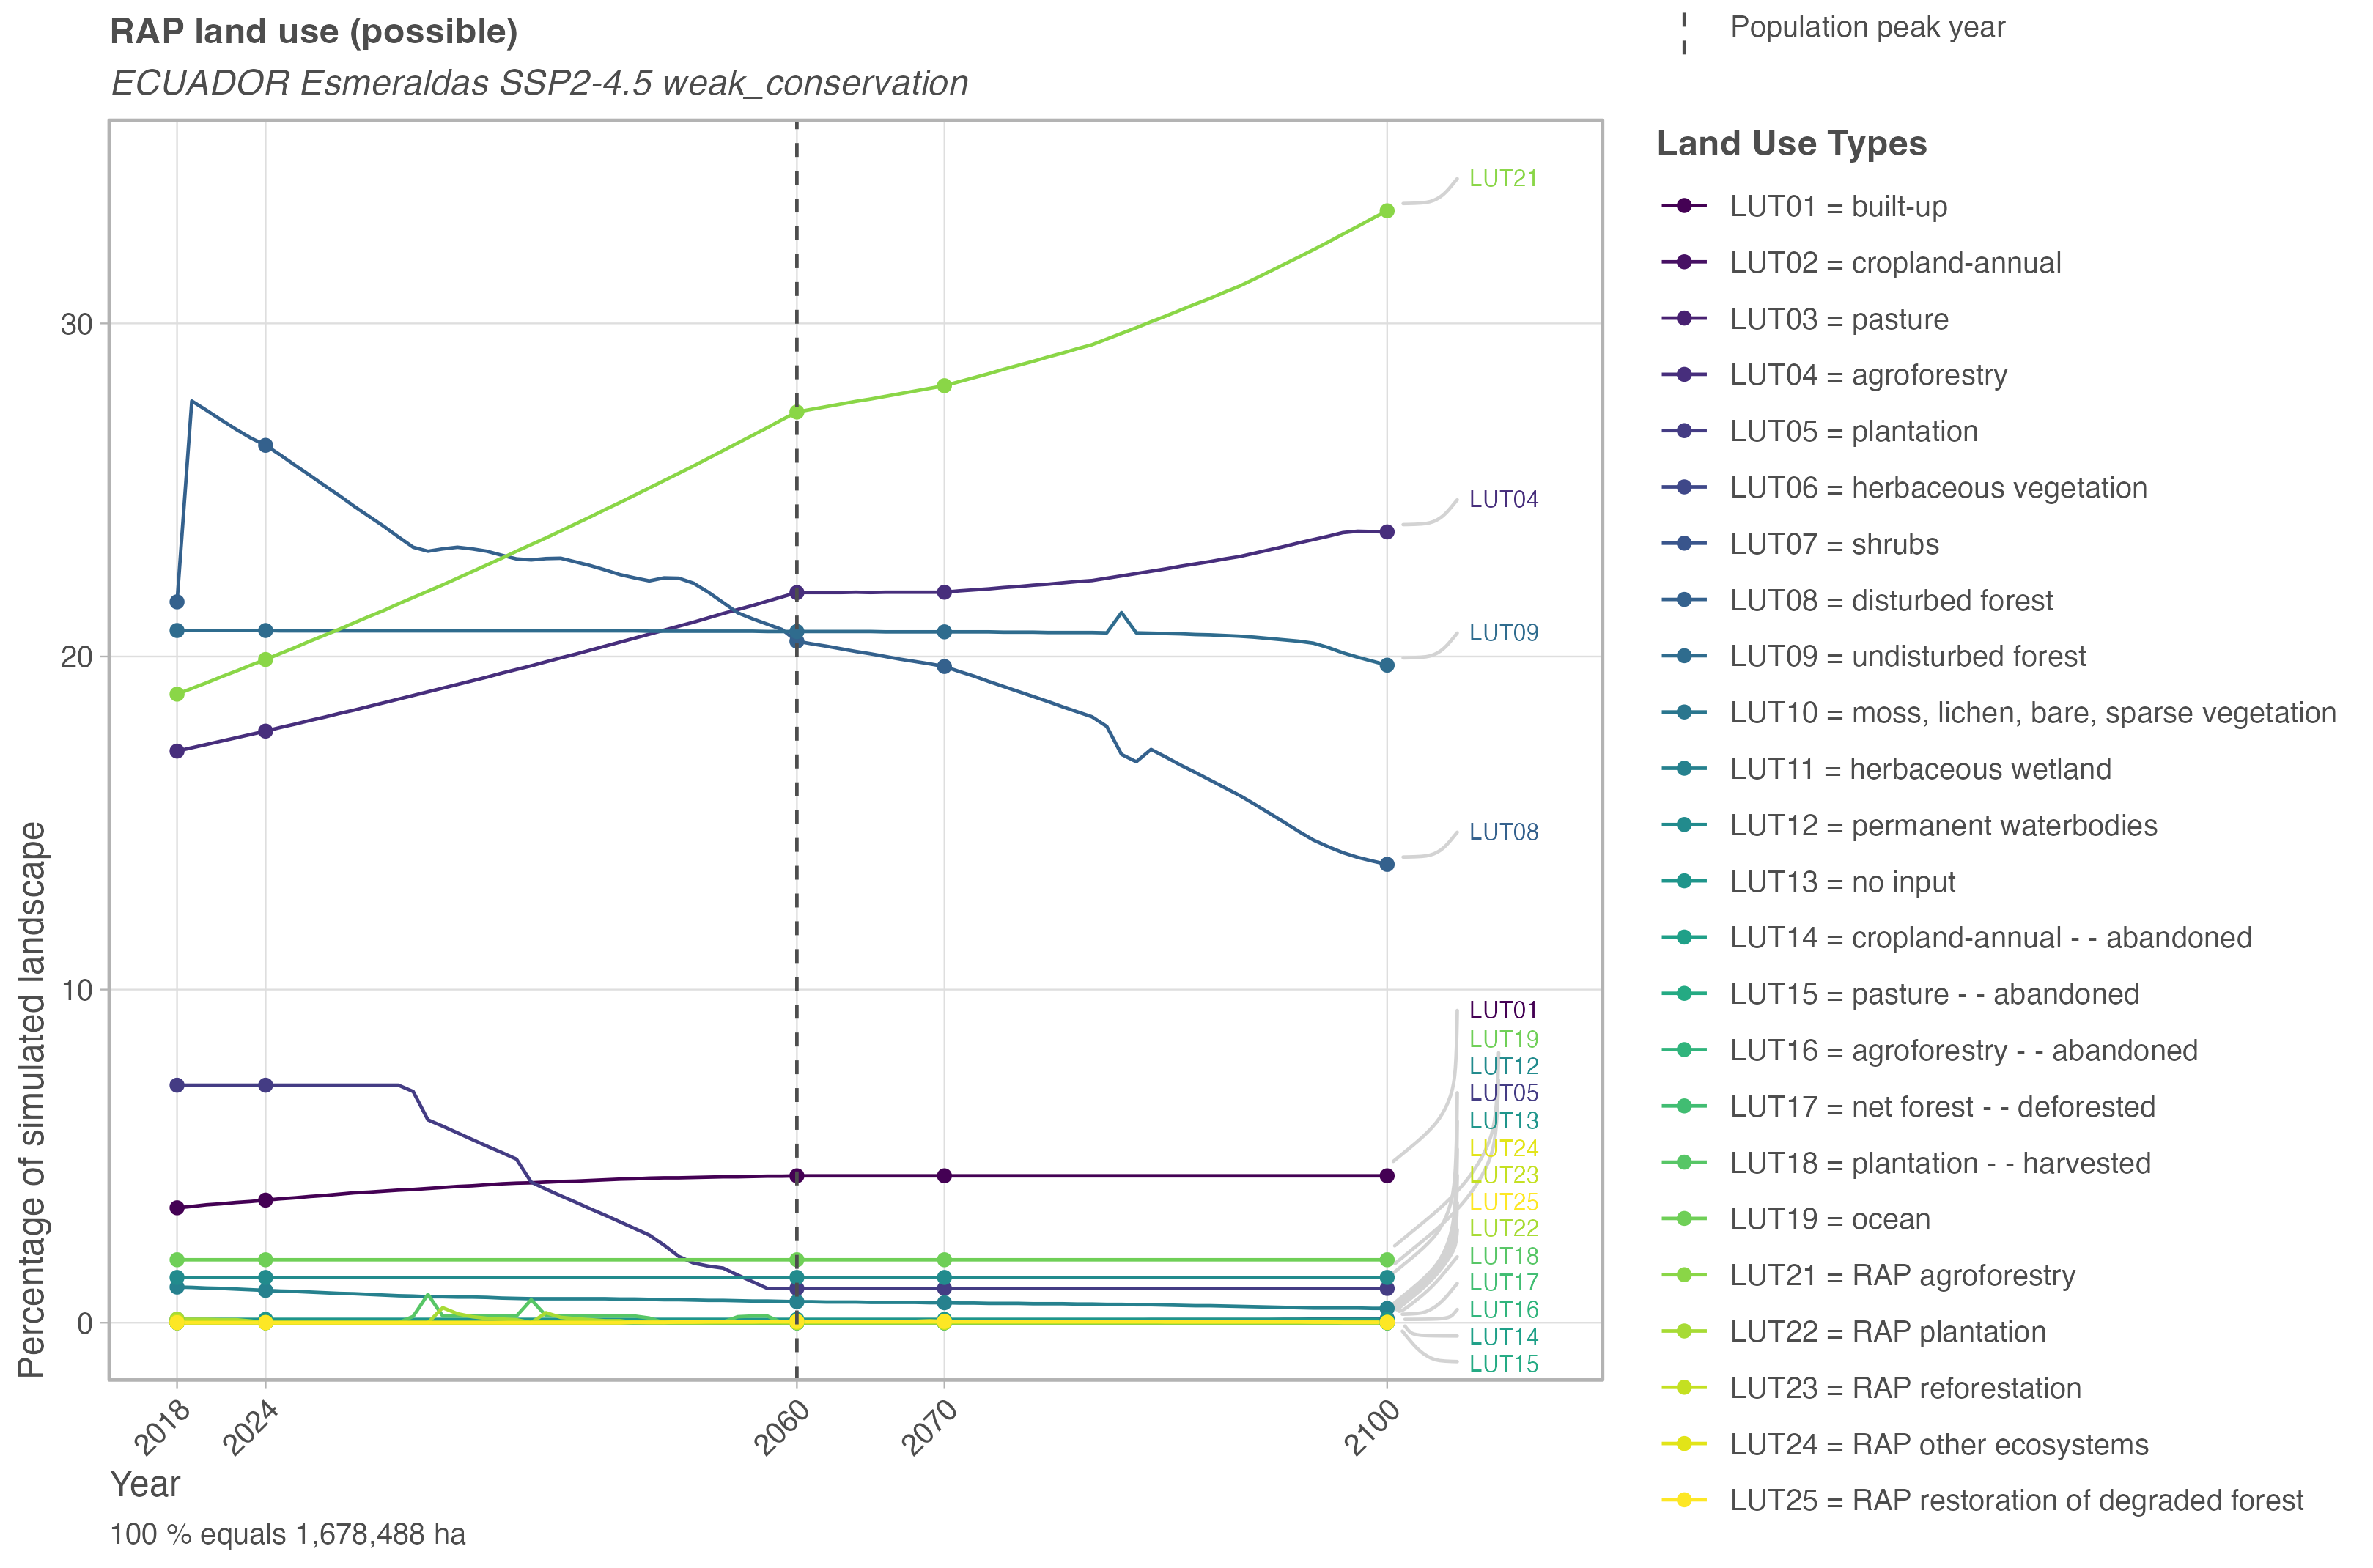 RAP land use (possible)
ECUADOR Esmeraldas SSP2-4.5 weak_conservation
Percentage of simulated landscape
30
20
10
0
LUT21
LUT04
LUT09
LUT08
LUT01
LUT19
LUT12
LUT05
LUT13
LUT24
LUT23
LUT25
LUT22
LUT18
LUT17
LUT16
LUT14
LUT15
2018
2024
2060
2070
2100
Year
100 % equals 1,678,488 ha
Population peak year
Land Use Types
LUT01 = built-up
LUT02 = cropland-annual
LUT03 = pasture
LUT04 = agroforestry
LUT05 = plantation
LUT06 = herbaceous vegetation
LUT07 = shrubs
LUT08 = disturbed forest
LUT09 = undisturbed forest
LUT10 = moss, lichen, bare, sparse vegetation
LUT11 = herbaceous wetland
LUT12 = permanent waterbodies
LUT13 = no input
LUT14 = cropland-annual - - abandoned
LUT15 = pasture - - abandoned
LUT16 = agroforestry - - abandoned
LUT17 = net forest - - deforested
LUT18 = plantation - - harvested
LUT19 = ocean
LUT21 = RAP agroforestry
LUT22 = RAP plantation
LUT23 = RAP reforestation
LUT24 = RAP other ecosystems
LUT25 = RAP restoration of degraded forest